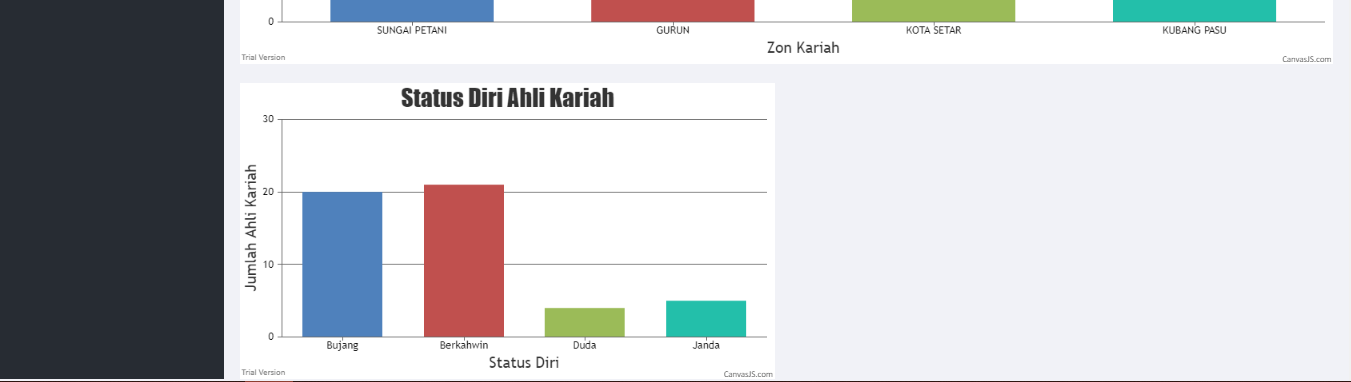 0
SUNGAI PETANI GURUN KOTA SETAR KUBANG PASU
Zon Kariah
Trial Version CanvasJS.com
Status Diri Ahli Kariah
30
20
10
0
Jumlah Ahli Kariah
Bujang Berkahwin Duda Janda
Status Diri
Trial Version CanvasJS.com